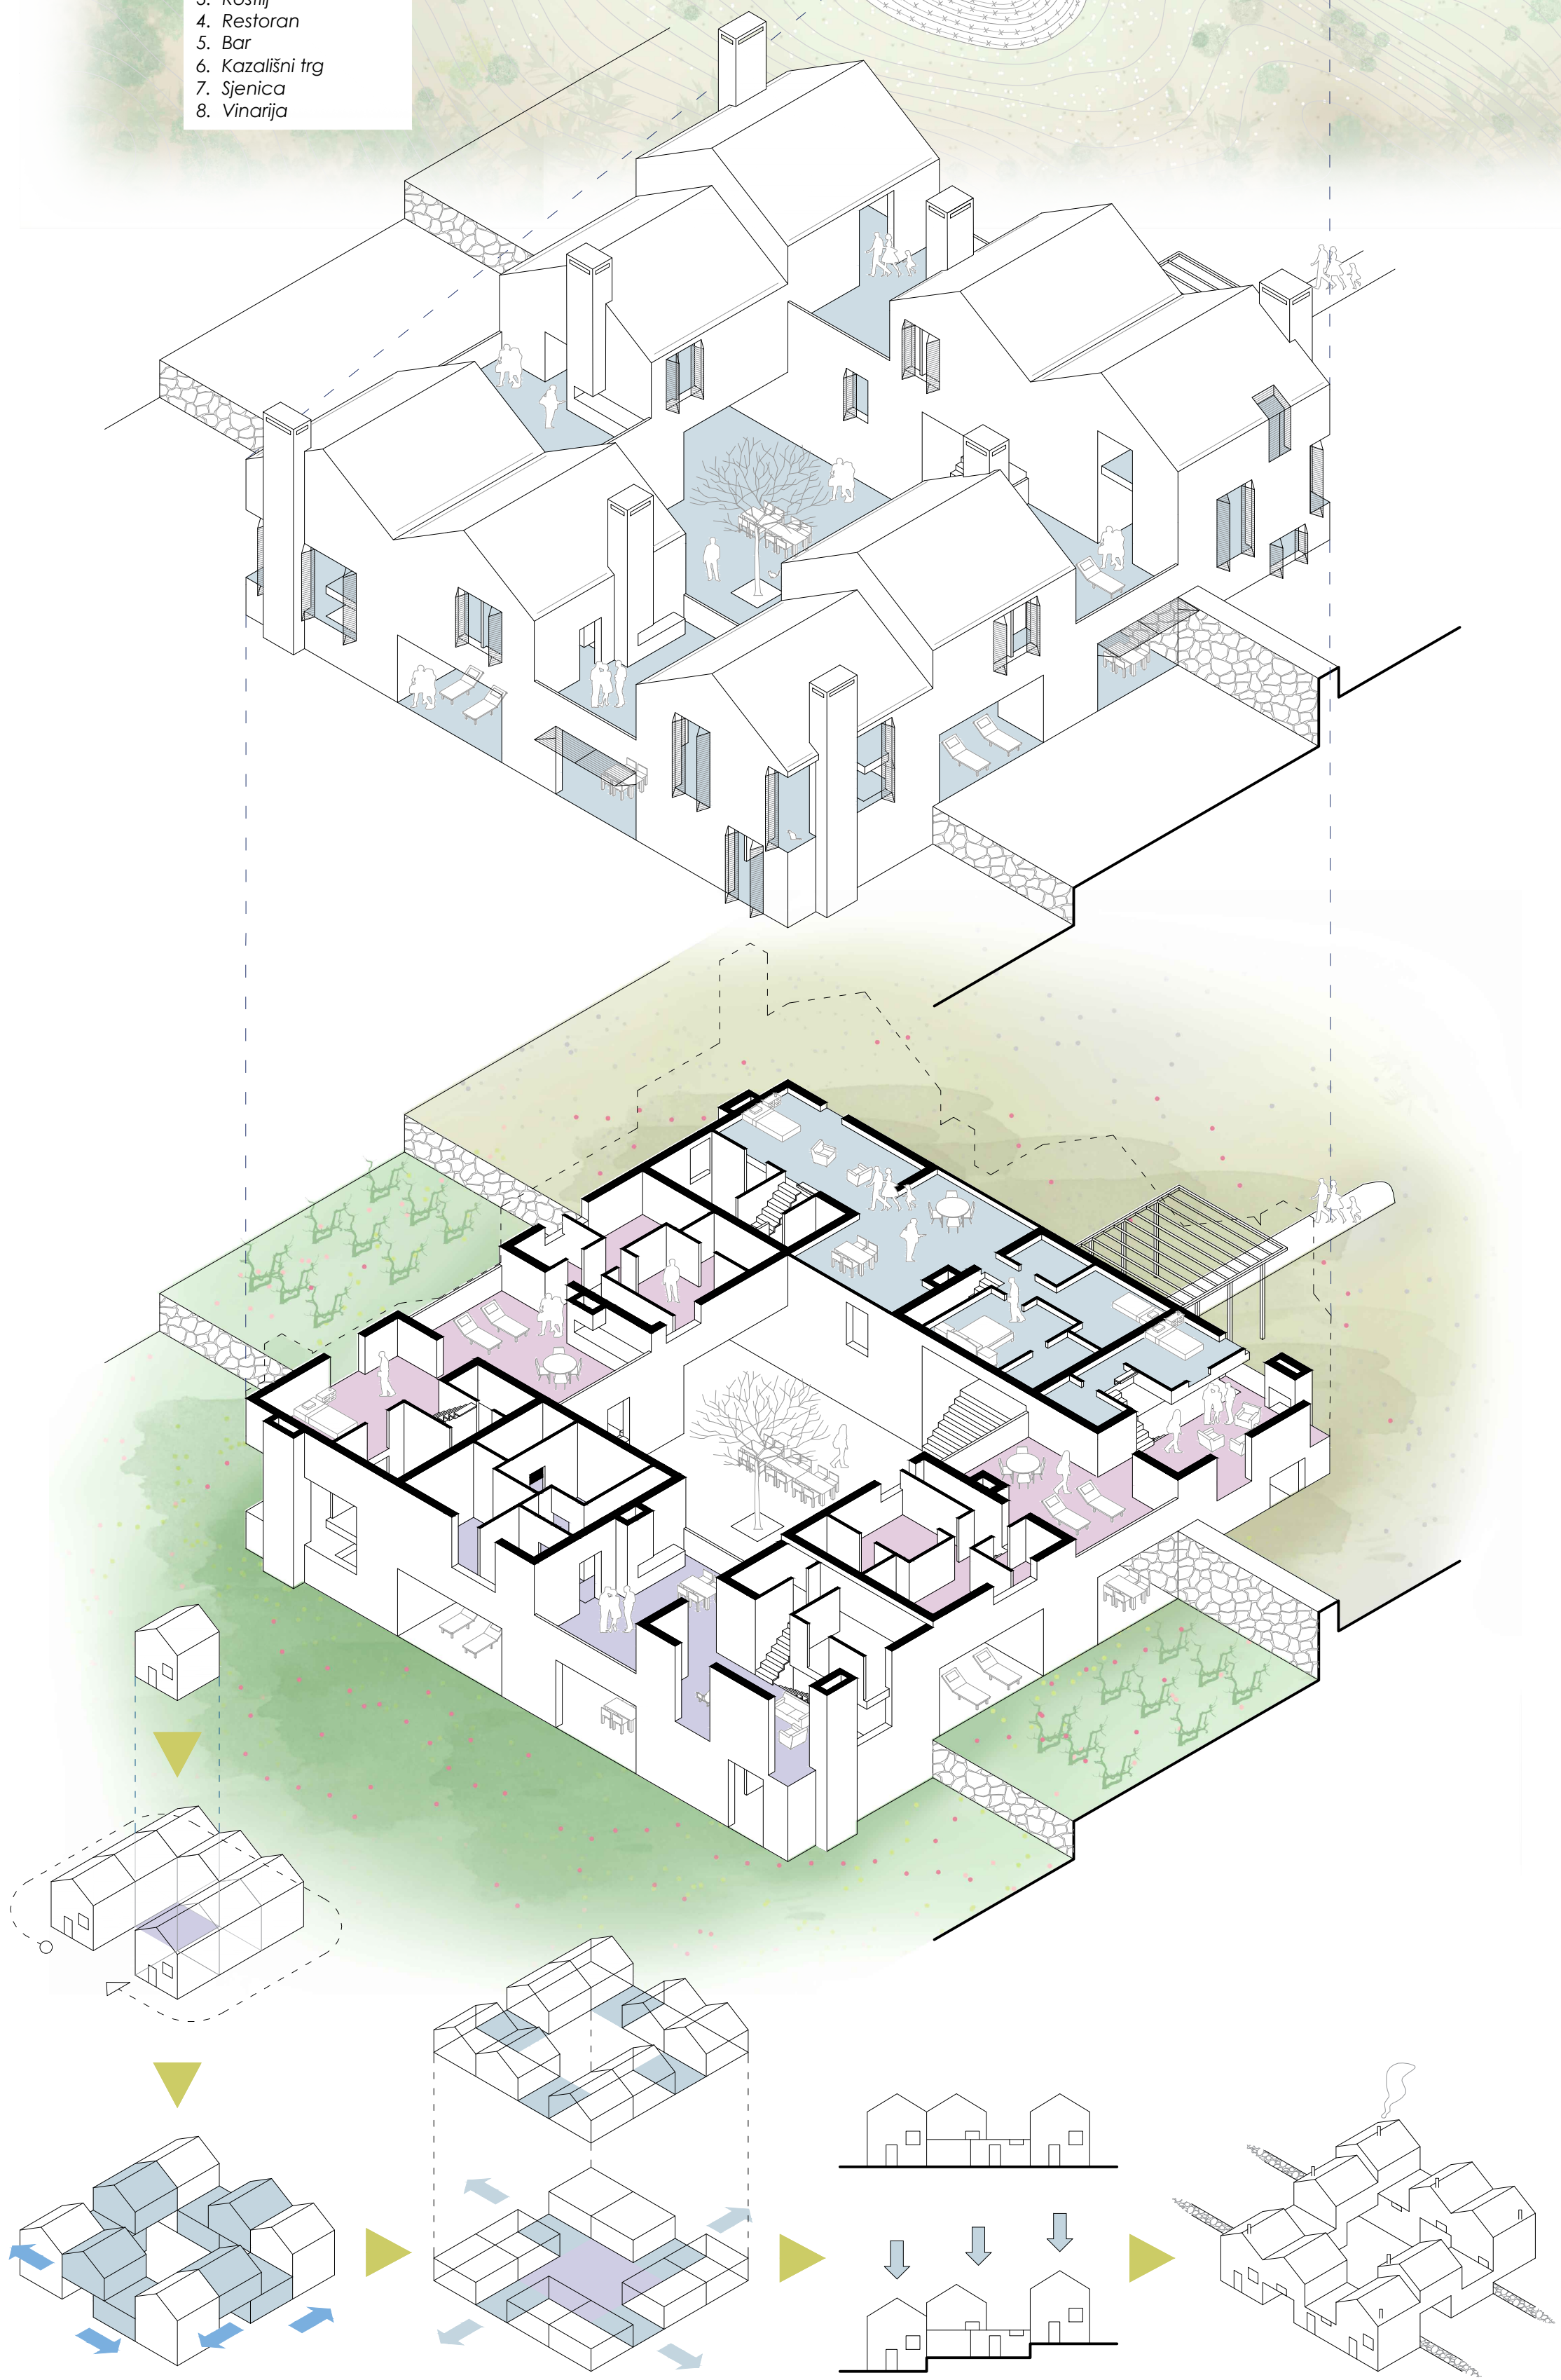 4. Restoran
5. Bar
6. Kazališni trg
7. Sjenica
8. Vinarija